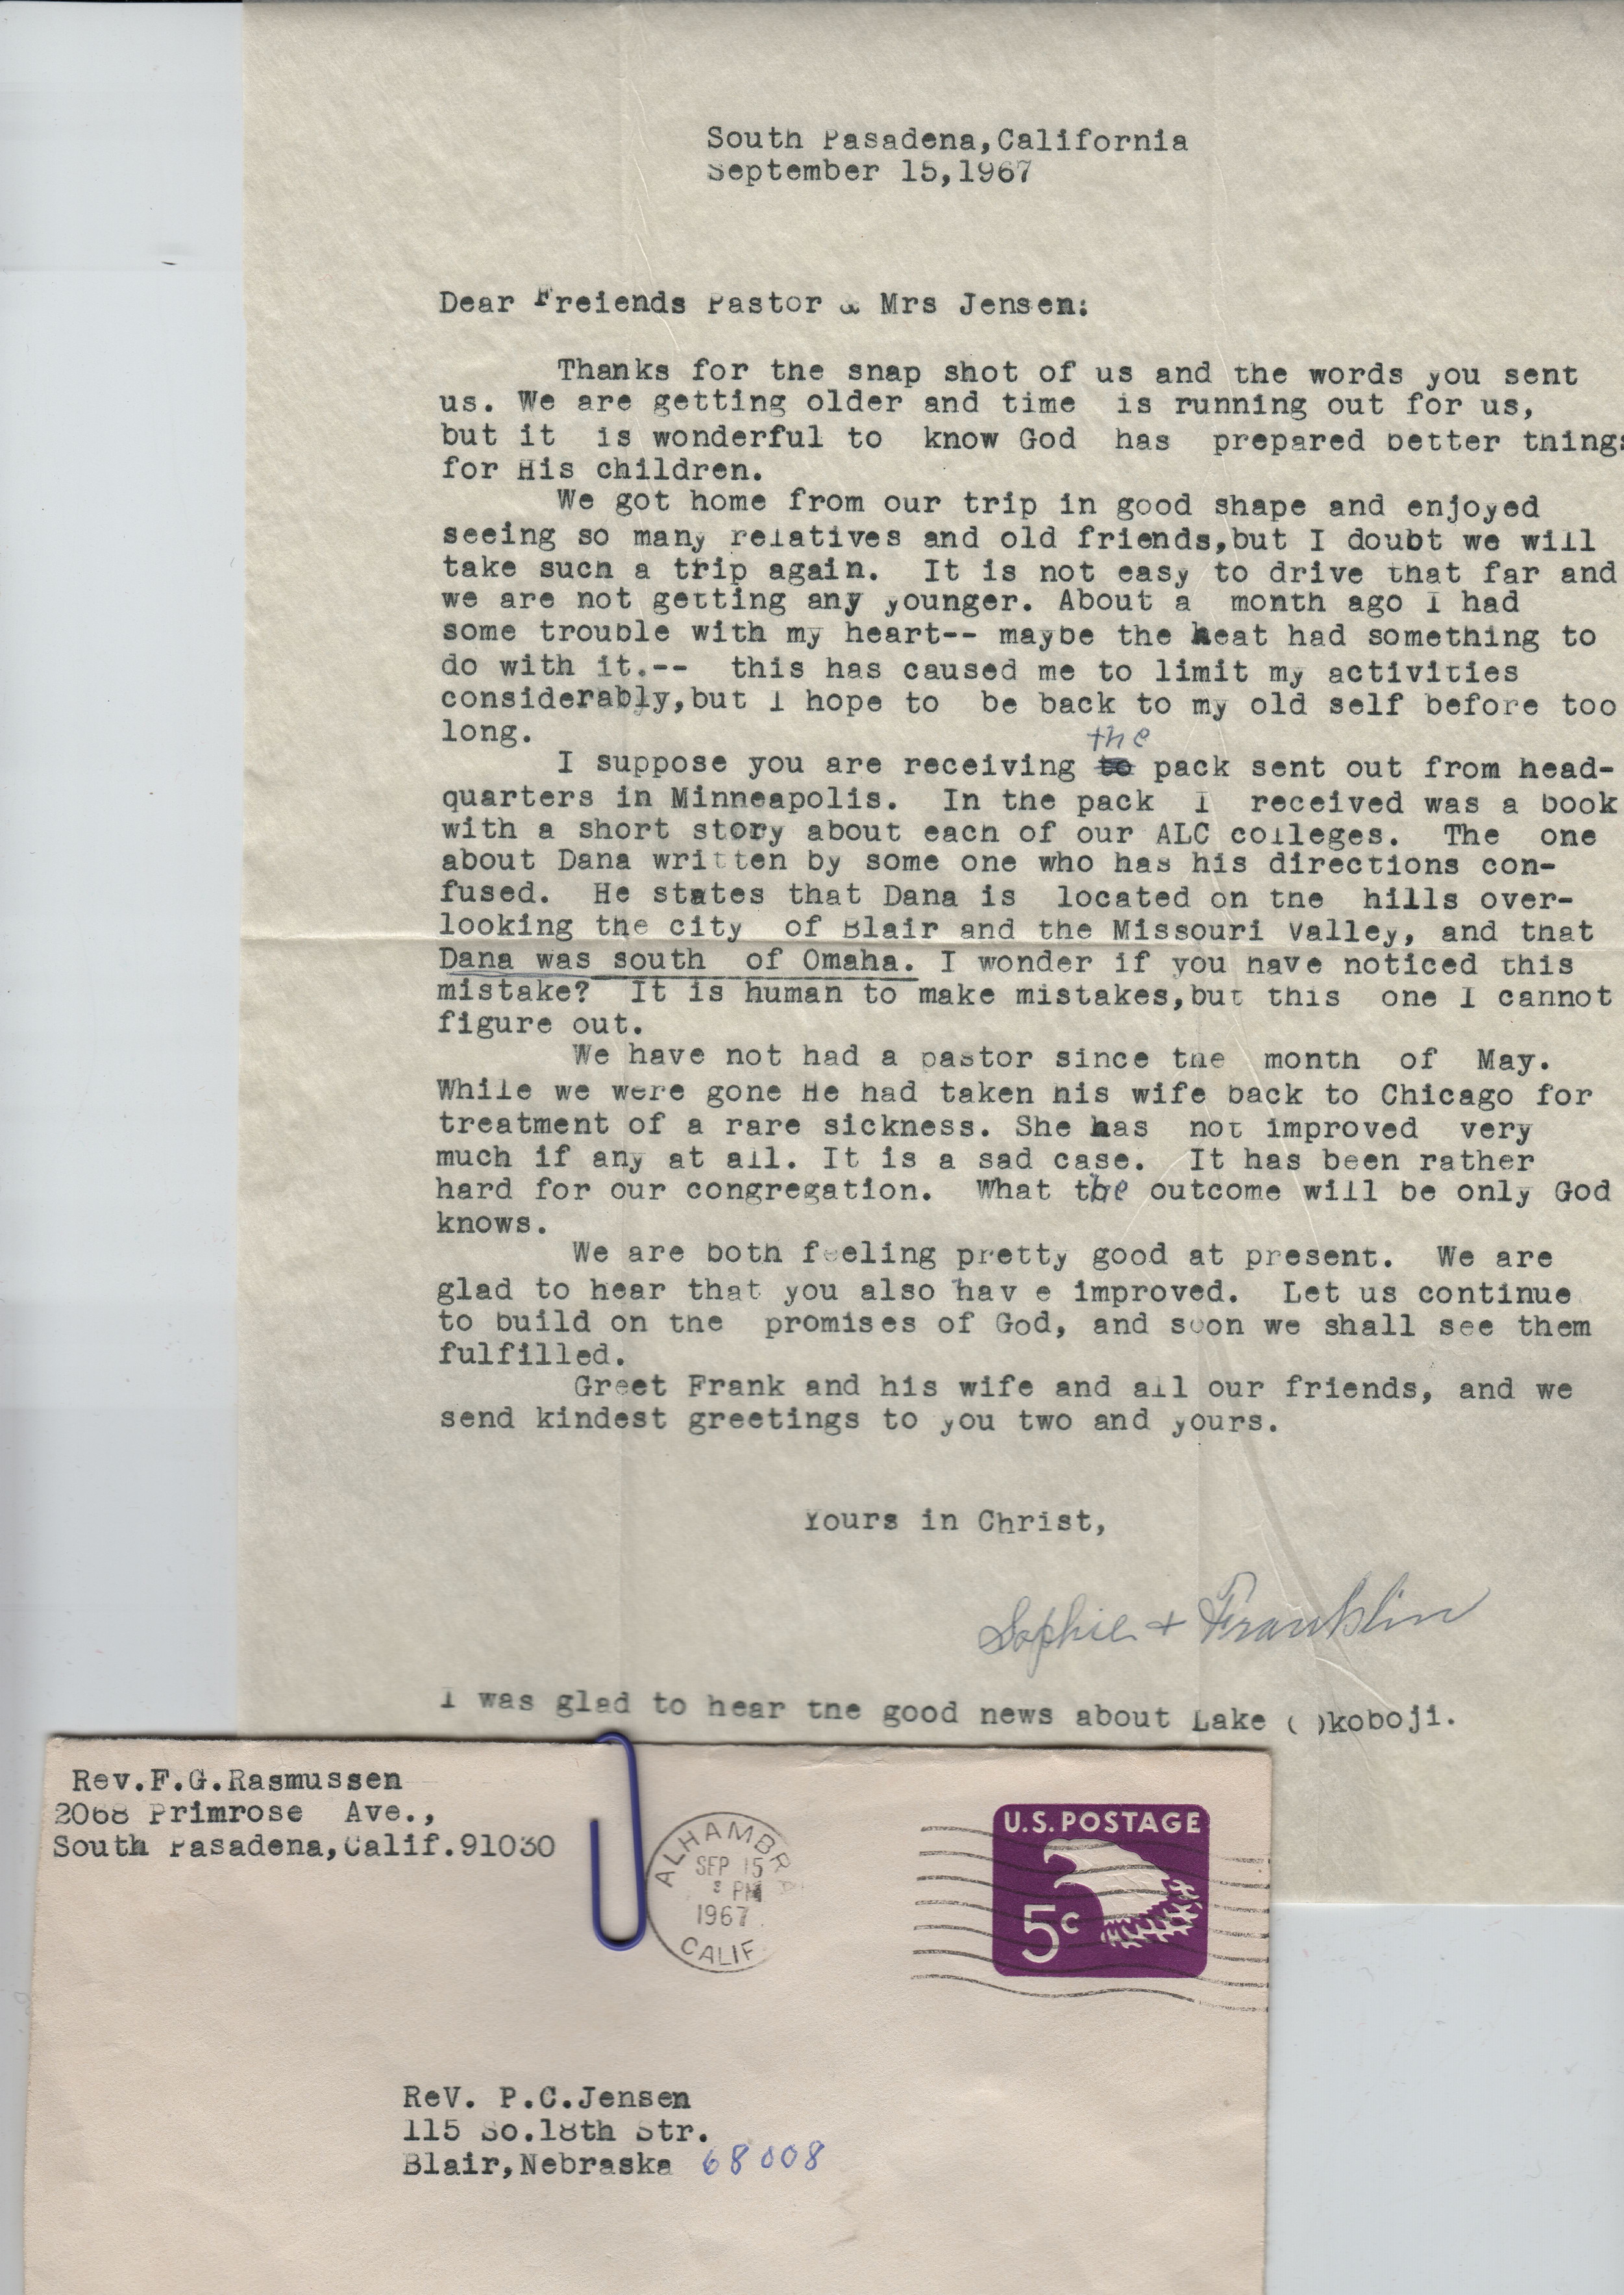 South Pasadena,California
September 15,1967
Dear Freiends Pastor & Mrs Jensen:
Thanks for the snap shot of us and the words you sent
us. We are getting older and time is running out for us,
but it is wonderful to know God has prepared better things
for His children.
We got home from our trip in good shape and enjoyed
seeing so many relatives and old friends,but I doubt we will
take such a trip again. It is not easy to drive that far and
we are not getting any younger. About a month ago I had
some trouble with my heart-- maybe the heat had something to
do with it.-- this has caused me to limit my activities
considerably,but I hope to be back to my old self before too
long.
I suppose you are receiving the pack sent out from head-
quarters in Minneapolis. In the pack I received was a book
with a short story about each of our ALC colleges. The one
about Dana written by some one who has his directions con-
fused. He states that Dana is located on the hills over-
looking the city of Blair and the Missouri Valley, and that
Dana was south of Omaha. I wonder if you have noticed this
mistake? It is human to make mistakes,but this one I cannot
figure out.
We have not had a pastor since the month of May.
While we were gone He had taken his wife back to Chicago for
treatment of a rare sickness. She has not improved very
much if any at all. It is a sad case. It has been rather
hard for our congregation. What the outcome will be only God
knows.
We are both feeling pretty good at present. We are
glad to hear that you also hav e improved. Let us continue
to build on the promises of God, and soon we shall see them
fulfilled.
Greet Frank and his wife and all our friends, and we
send kindest greetings to you two and yours.
Yours in Christ,
Sophie + Franklin
I was glad to hear the good news about Lake Okoboji.
Rev.F.G.Rasmussen
2068 Primrose Ave.,
South Pasadena,Calif.91030
ALHAMBRA
SEP 15
PM
1967
CALIF
U.S. POSTAGE
5c
ReV. P.C.Jensen
115 So.18th Str.
Blair,Nebraska 68008